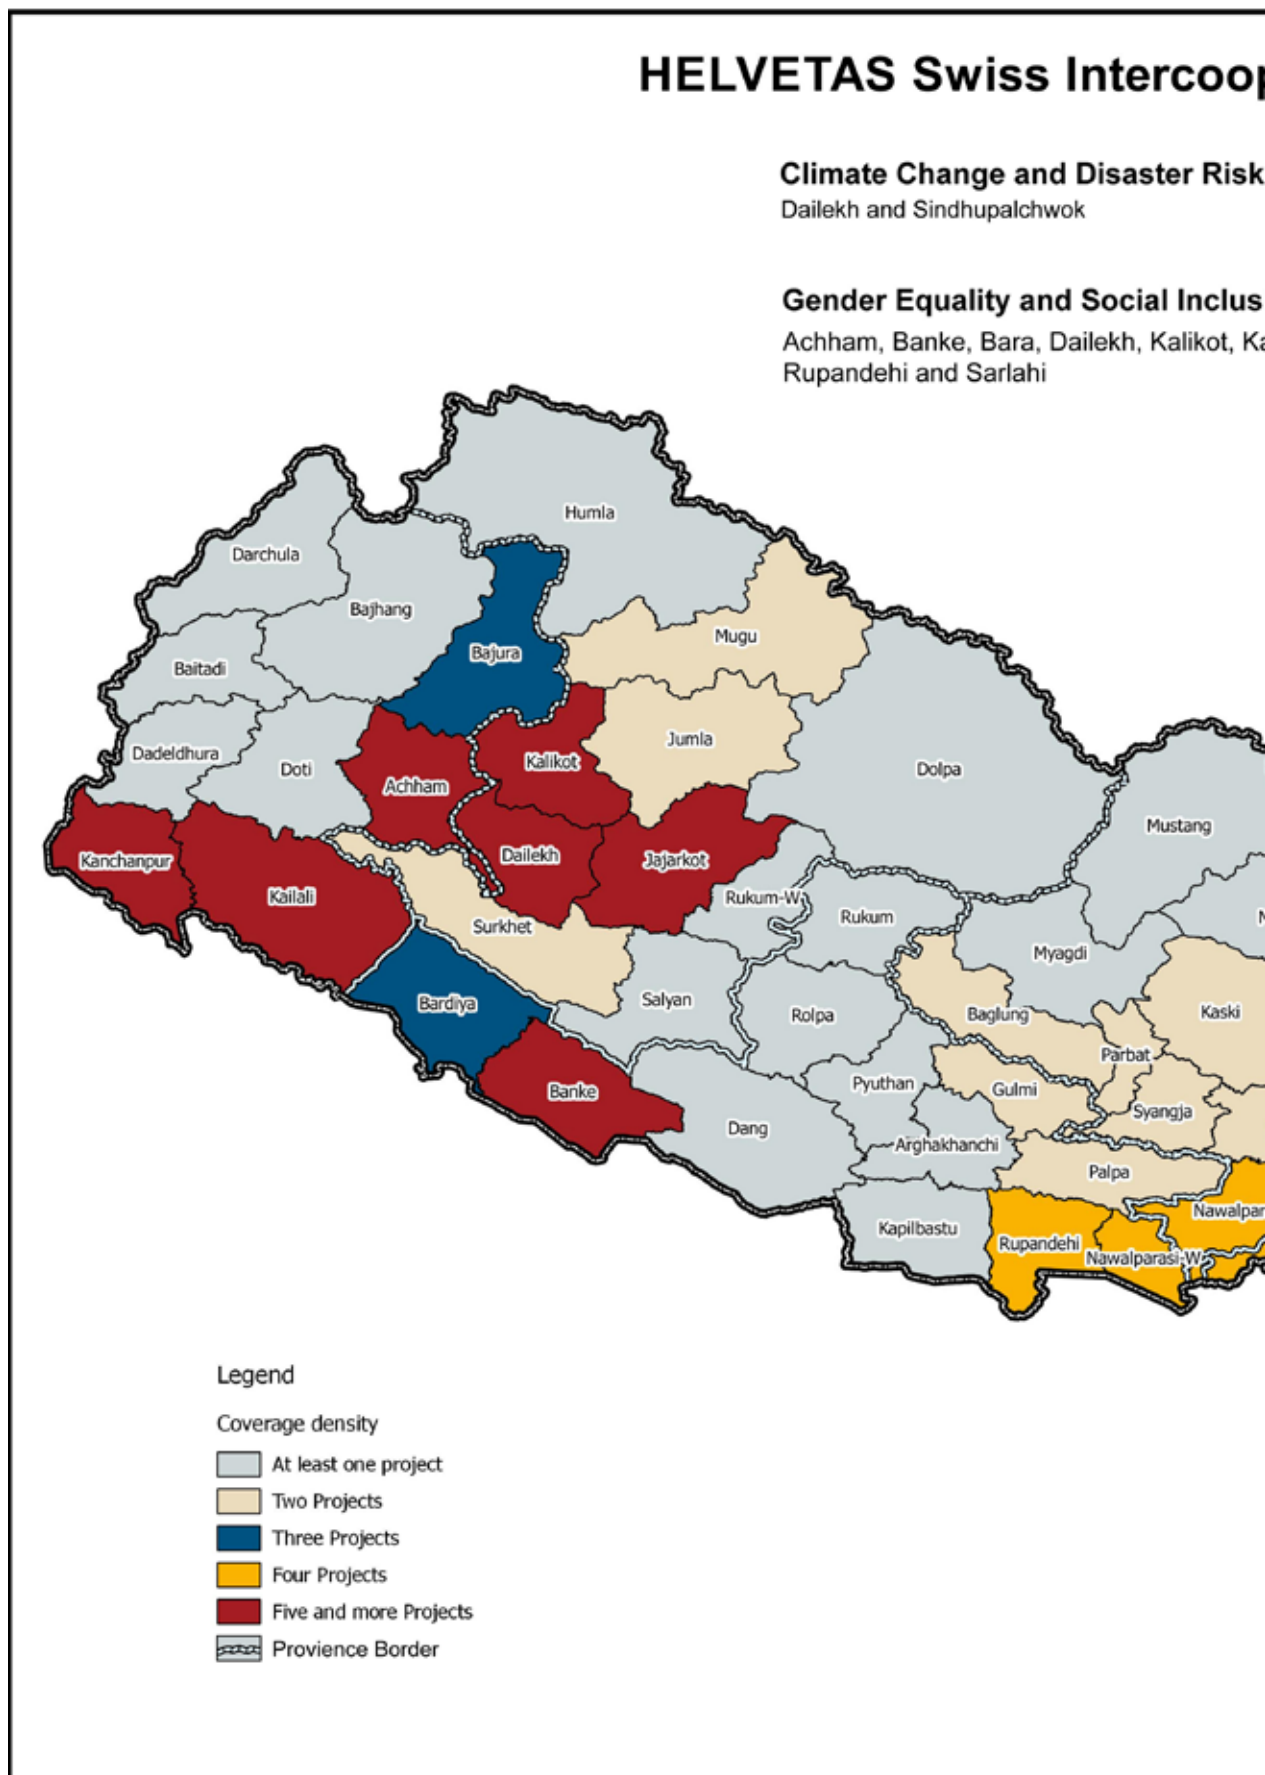 HELVETAS Swiss Intercoop
Climate Change and Disaster Risk
Dailekh and Sindhupalchwok
Gender Equality and Social Inclus
Achham, Banke, Bara, Dailekh, Kalikot, Ka
Rupandehi and Sarlahi
Humla
Darchula
Bajhang
Mugu
Bajura
Baitadi
Jumla
Dadeldhura
Kalikot
Doti
Dolpa
Achham
Mustang
Dailekh
Jajarkot
Kanchanpur
Kailali
Rukum-W
Rukum
Surkhet
Myagdi
Salyan
Bardiya
Rolpa
Baglung
Kaski
Parbat
Pyuthan
Gulmi
Banke
Syangja
Dang
Arghakhanchi
Palpa
Nawalpar
Kapilbastu
Rupandehi
Nawalparasi-W
Legend
Coverage density
At least one project
Two Projects
Three Projects
Four Projects
Five and more Projects
Provience Border